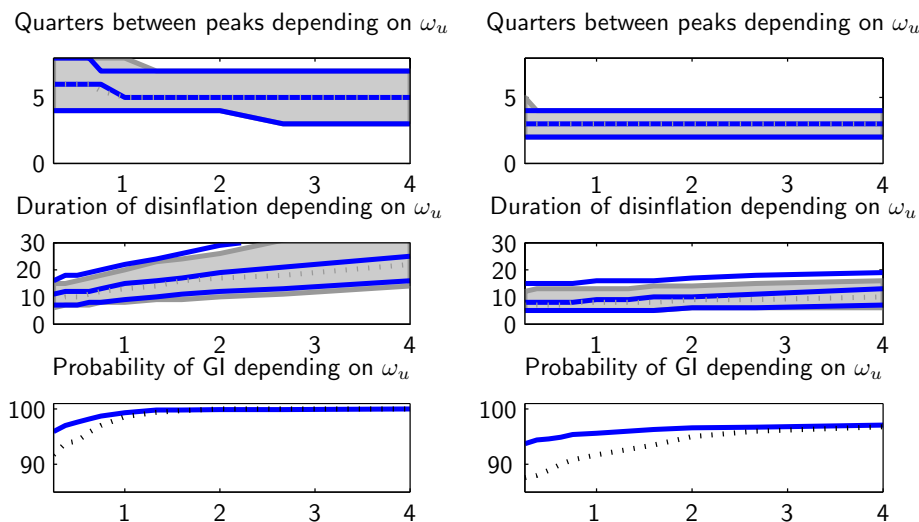 Quarters between peaks depending on ωu
5
0
1 2 3 4
Duration of disinflation depending on ωu
30
20
10
0
1 2 3 4
Probability of GI depending on ωu
100
90
1 2 3 4
Quarters between peaks depending on ωu
5
0
1 2 3 4
Duration of disinflation depending on ωu
30
20
10
0
1 2 3 4
Probability of GI depending on ωu
100
90
1 2 3 4